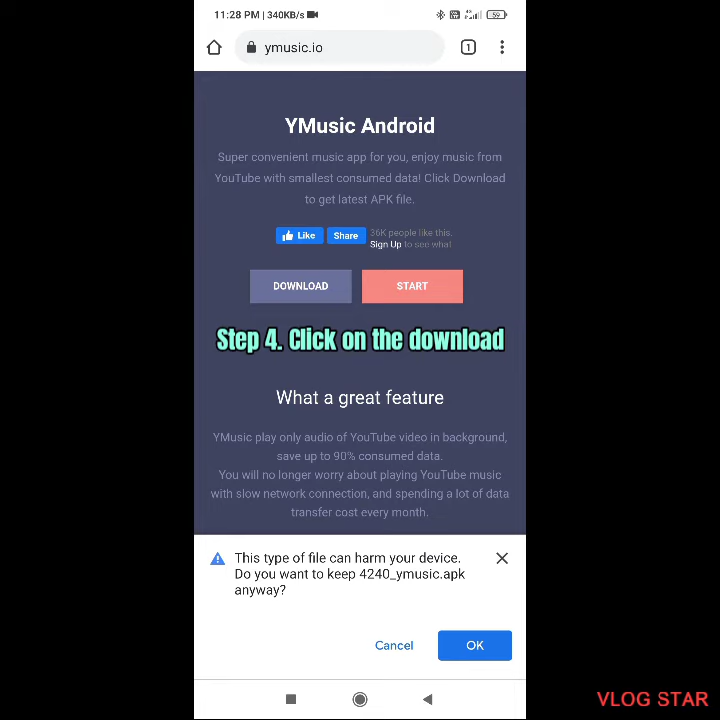 11:28 PM | 340KB/s
59
ymusic.io
1
YMusic Android
Super convenient music app for you, enjoy music from
YouTube with smallest consumed data! Click Download
to get latest APK file.
Like Share
36K people like this.
Sign Up to see what
DOWNLOAD START
Step 4. Click on the download
What a great feature
YMusic play only audio of YouTube video in background,
save up to 90% consumed data.
You will no longer worry about playing YouTube music
with slow network connection, and spending a lot of data
transfer cost every month.
This type of file can harm your device.
Do you want to keep 4240_ymusic.apk
anyway?
Cancel OK
VLOG STAR